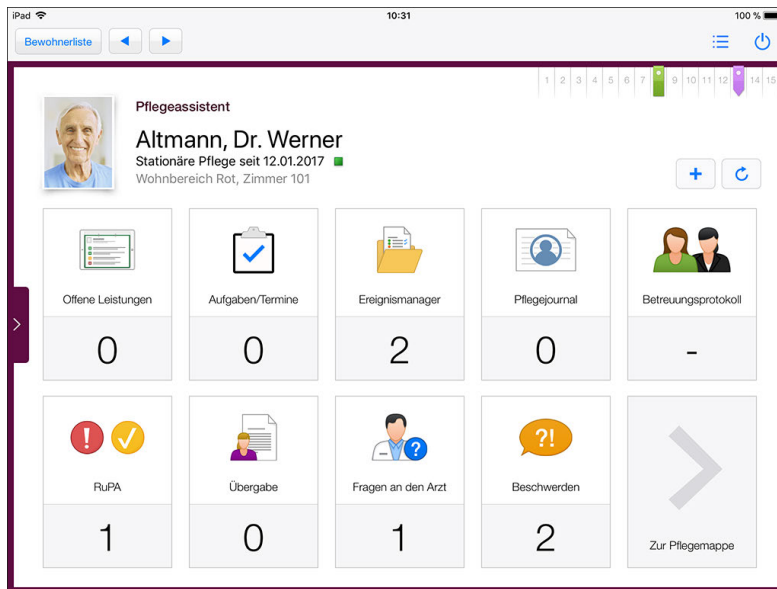 iPad 10:31 100 %
Bewohnerliste
1 2 3 4 5 6 7 9 10 11 12 14 15
Pflegeassistent
Altmann, Dr. Werner
Stationäre Pflege seit 12.01.2017
Wohnbereich Rot, Zimmer 101
Offene Leistungen Aufgaben/Termine Ereignismanager Pflegejournal Betreuungsprotokoll
0 0 2 0 -
! ? ?!
RuPA Übergabe Fragen an den Arzt Beschwerden
1 0 1 2 Zur Pflegemappe